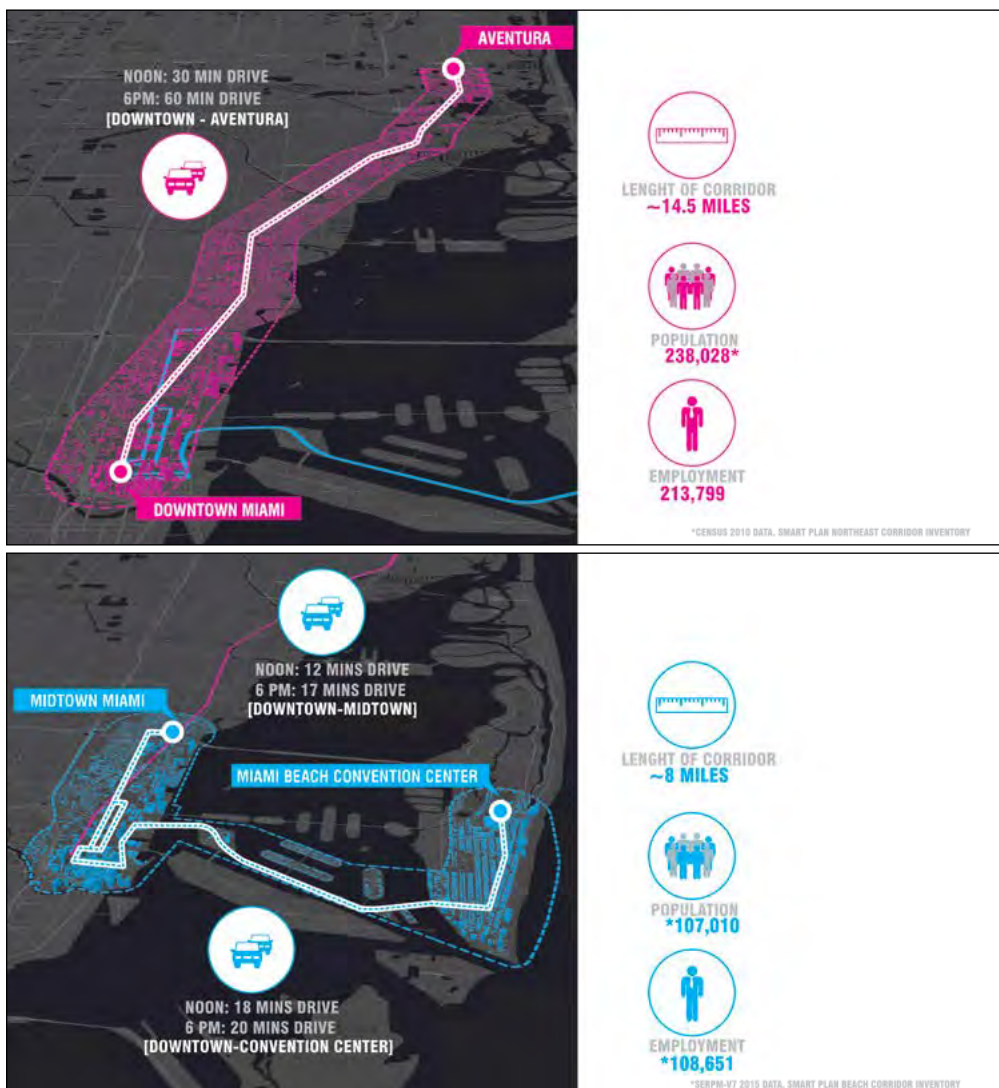 AVENTURA
NOON: 30 MIN DRIVE
6PM: 60 MIN DRIVE
[DOWNTOWN - AVENTURA]
DOWNTOWN MIAMI
LENGHT OF CORRIDOR
~14.5 MILES
POPULATION
238,028*
EMPLOYMENT
213,799
*CENSUS 2010 DATA. SMART PLAN NORTHEAST CORRIDOR INVENTORY
NOON: 12 MINS DRIVE
6 PM: 17 MINS DRIVE
[DOWNTOWN-MIDTOWN]
MIDTOWN MIAMI
MIAMI BEACH CONVENTION CENTER
NOON: 18 MINS DRIVE
6 PM: 20 MINS DRIVE
[DOWNTOWN-CONVENTION CENTER]
LENGHT OF CORRIDOR
~8 MILES
POPULATION
*107,010
EMPLOYMENT
*108,651
*SERPM-V7 2015 DATA. SMART PLAN BEACH CORRIDOR INVENTORY